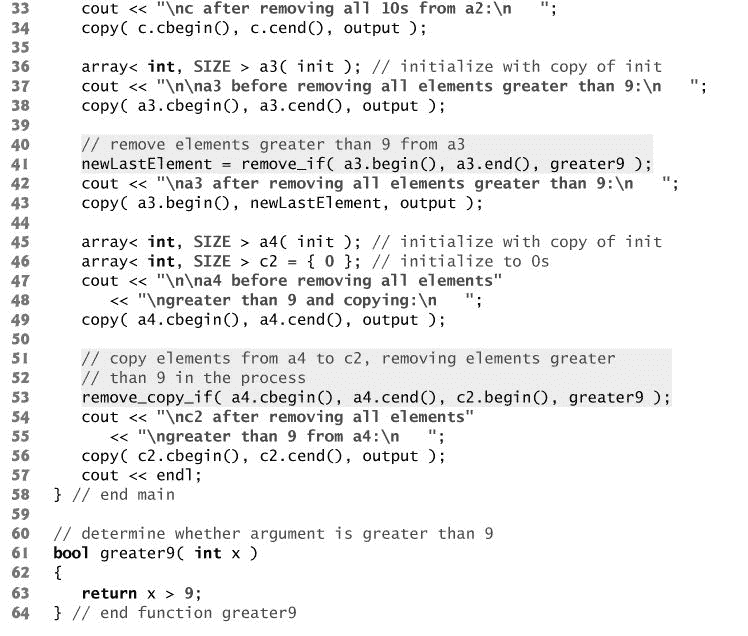 33 cout << "\nc after removing all 10s from a2:\n   ";
34 copy( c.cbegin(), c.cend(), output );
35
36 array< int, SIZE > a3( init ); // initialize with copy of init
37 cout << "\n\na3 before removing all elements greater than 9:\n   ";
38 copy( a3.cbegin(), a3.cend(), output );
39
40 // remove elements greater than 9 from a3
41 newLastElement = remove_if( a3.begin(), a3.end(), greater9 );
42 cout << "\na3 after removing all elements greater than 9:\n   ";
43 copy( a3.begin(), newLastElement, output );
44
45 array< int, SIZE > a4( init ); // initialize with copy of init
46 array< int, SIZE > c2 = { 0 }; // initialize to 0s
47 cout << "\n\na4 before removing all elements"
48 << "\ngreater than 9 and copying:\n   ";
49 copy( a4.cbegin(), a4.cend(), output );
50
51 // copy elements from a4 to c2, removing elements greater
52 // than 9 in the process
53 remove_copy_if( a4.cbegin(), a4.cend(), c2.begin(), greater9 );
54 cout << "\nc2 after removing all elements"
55 << "\ngreater than 9 from a4:\n   ";
56 copy( c2.cbegin(), c2.cend(), output );
57 cout << endl;
58 } // end main
59
60 // determine whether argument is greater than 9
61 bool greater9( int x )
62 {
63 return x > 9;
64 } // end function greater9